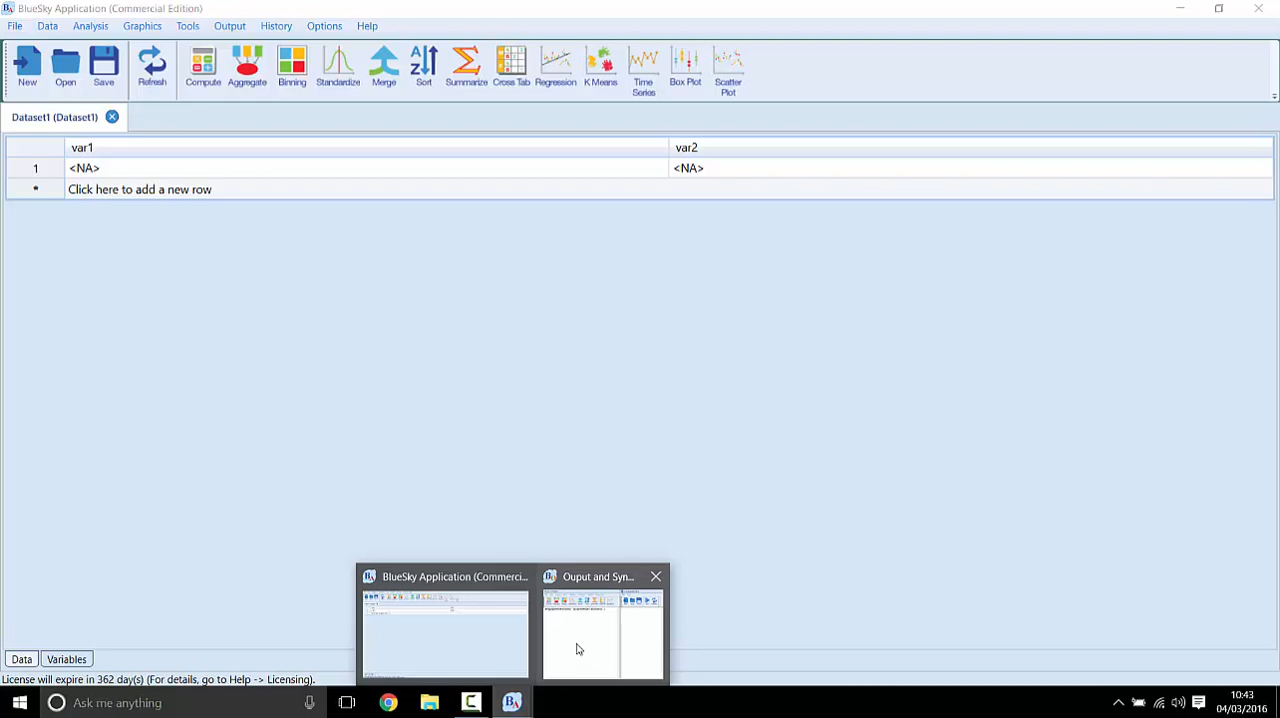 BlueSky Application (Commercial Edition)
File Data Analysis Graphics Tools Output History Options Help
New Open Save Refresh Compute Aggregate Binning Standardize Merge Sort Summarize Cross Tab Regression K Means Time Series Box Plot Scatter Plot
Dataset1 (Dataset1)
var1 var2
1 <NA> <NA>
* Click here to add a new row
BlueSky Application (Commerci... Ouput and Syn...
Data Variables
License will expire in 362 day(s) (For details, go to Help -> Licensing).
Ask me anything
10:43
04/03/2016